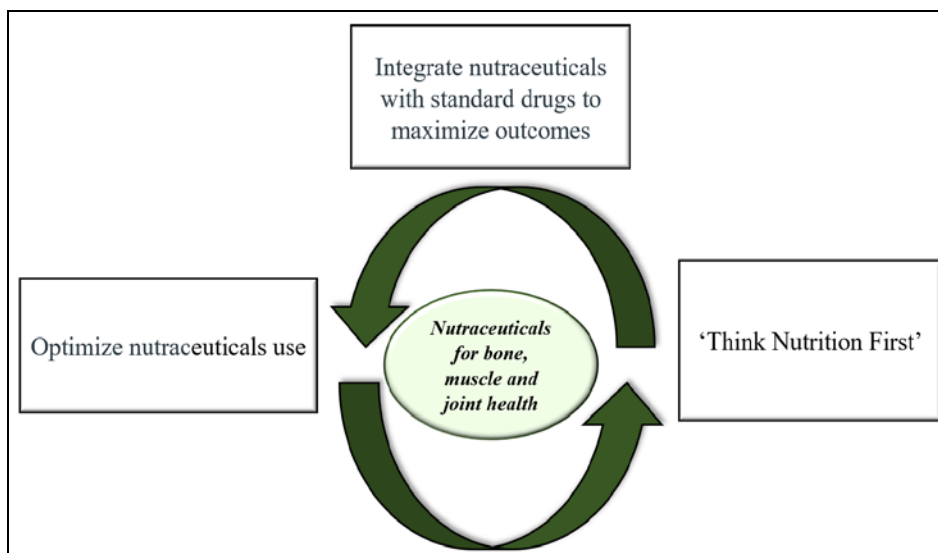 Integrate nutraceuticals
with standard drugs to
maximize outcomes
Optimize nutraceuticals use
Nutraceuticals
for bone,
muscle and
joint health
‘Think Nutrition First’